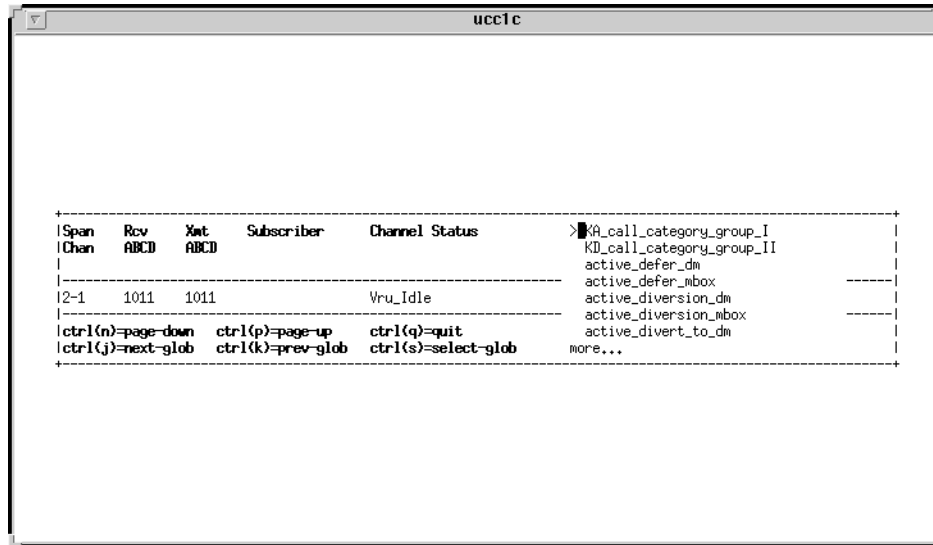 ucc1c
+------------------------------------------------------------------------------------------------------------+
|Span Rcv Xmt Subscriber Channel Status >KA_call_category_group_I |
|Chan ABCD ABCD KD_call_category_group_II |
| active_defer_dm |
|----------------------------------------------------------------- active_defer_mbox ------|
|2-1 1011 1011 Vru_Idle active_diversion_dm |
|----------------------------------------------------------------- active_diversion_mbox ------|
|ctrl(n)=page-down ctrl(p)=page-up ctrl(q)=quit active_divert_to_dm |
|ctrl(j)=next-glob ctrl(k)=prev-glob ctrl(s)=select-glob more... |
+------------------------------------------------------------------------------------------------------------+